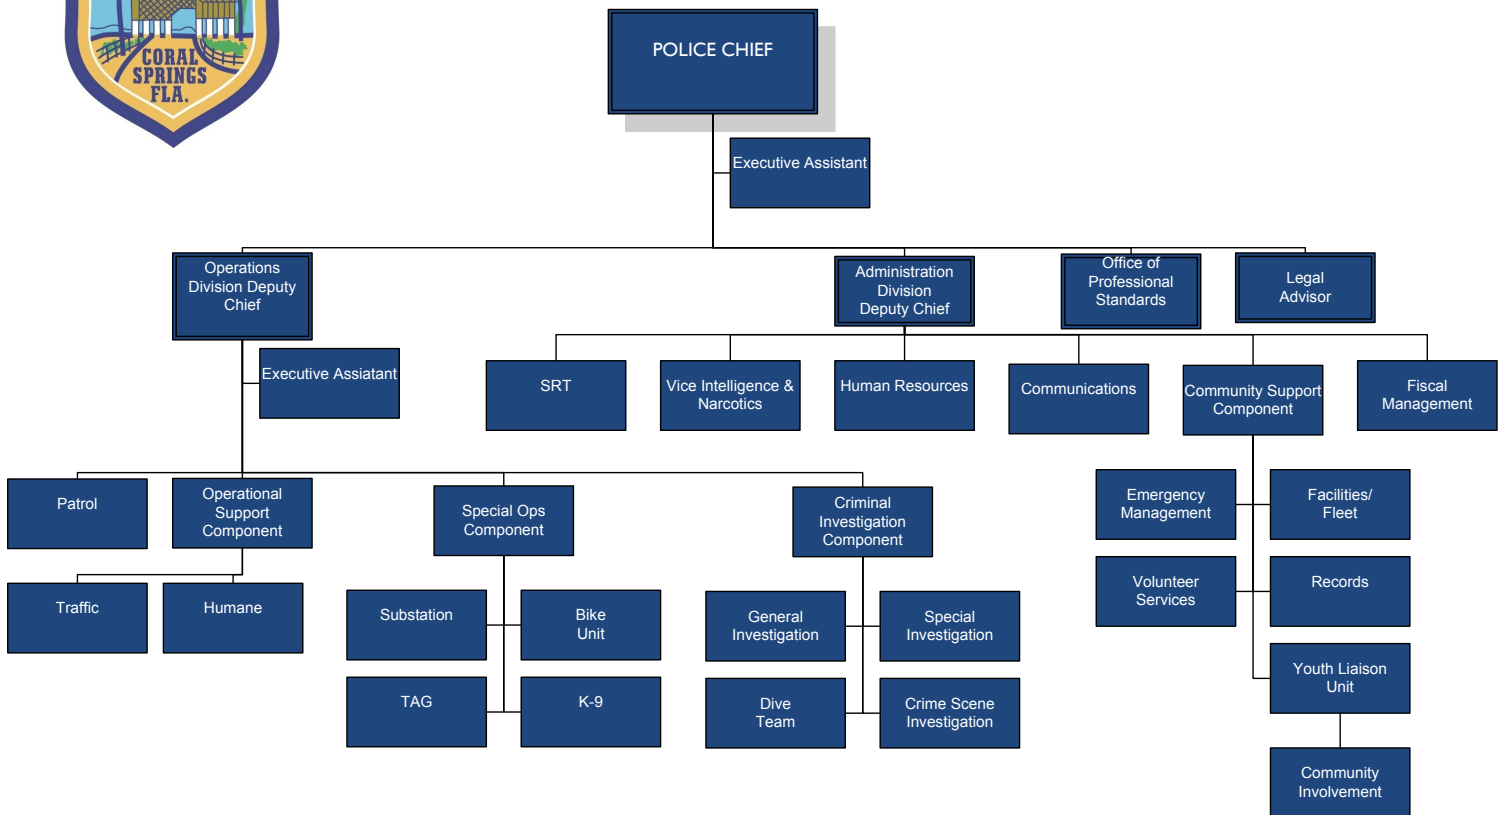 CORAL
SPRINGS
FLA.
POLICE CHIEF
Executive Assistant
Operations
Division Deputy
Chief
Administration
Division
Deputy Chief
Office of
Professional
Standards
Legal
Advisor
Executive Assiatant
SRT
Vice Intelligence &
Narcotics
Human Resources
Communications
Community Support
Component
Fiscal
Management
Patrol
Operational
Support
Component
Special Ops
Component
Criminal
Investigation
Component
Emergency
Management
Facilities/
Fleet
Traffic
Humane
Substation
Bike
Unit
General
Investigation
Special
Investigation
Volunteer
Services
Records
TAG
K-9
Dive
Team
Crime Scene
Investigation
Youth Liaison
Unit
Community
Involvement